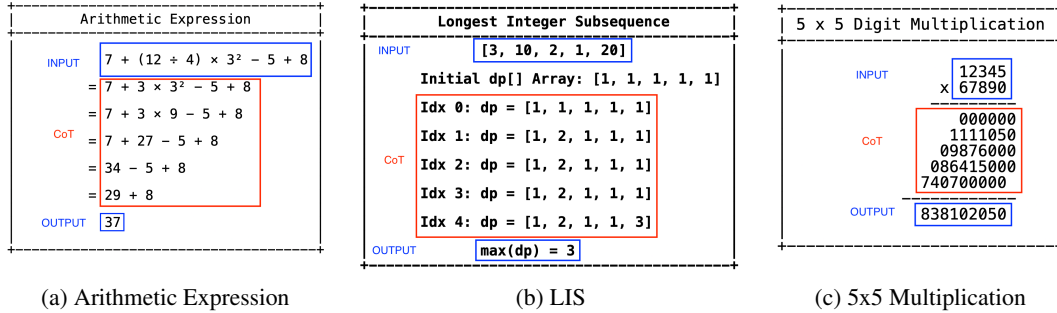 Arithmetic Expression
INPUT 7 + (12 ÷ 4) × 3² − 5 + 8
= 7 + 3 × 3² − 5 + 8
= 7 + 3 × 9 − 5 + 8
CoT = 7 + 27 − 5 + 8
= 34 − 5 + 8
= 29 + 8
OUTPUT 37
(a) Arithmetic Expression
Longest Integer Subsequence
INPUT [3, 10, 2, 1, 20]
Initial dp[] Array: [1, 1, 1, 1, 1]
Idx 0: dp = [1, 1, 1, 1, 1]
Idx 1: dp = [1, 2, 1, 1, 1]
CoT Idx 2: dp = [1, 2, 1, 1, 1]
Idx 3: dp = [1, 2, 1, 1, 1]
Idx 4: dp = [1, 2, 1, 1, 3]
OUTPUT max(dp) = 3
(b) LIS
5 x 5 Digit Multiplication
INPUT 12345
x 67890
000000
CoT 1111050
09876000
086415000
740700000
OUTPUT 838102050
(c) 5x5 Multiplication